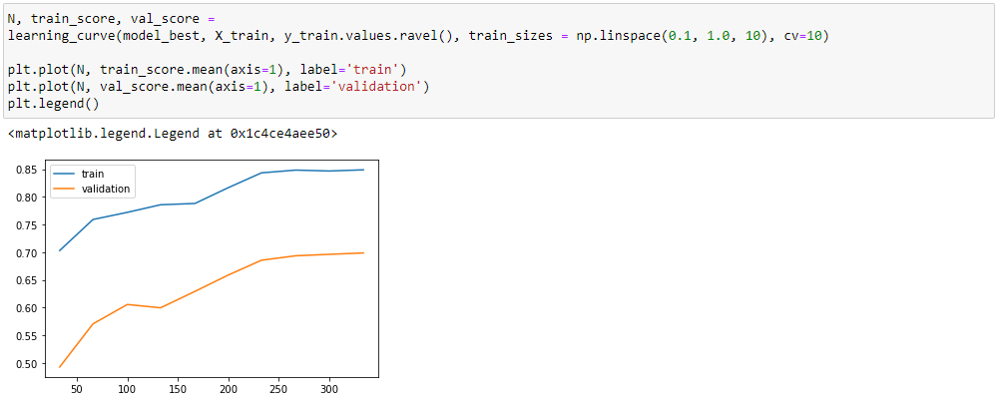 N, train_score, val_score =
learning_curve(model_best, X_train, y_train.values.ravel(), train_sizes = np.linspace(0.1, 1.0, 10), cv=10)
plt.plot(N, train_score.mean(axis=1), label='train')
plt.plot(N, val_score.mean(axis=1), label='validation')
plt.legend()
<matplotlib.legend.Legend at 0x1c4ce4aee50>
train
validation
0.85
0.80
0.75
0.70
0.65
0.60
0.55
0.50
50 100 150 200 250 300